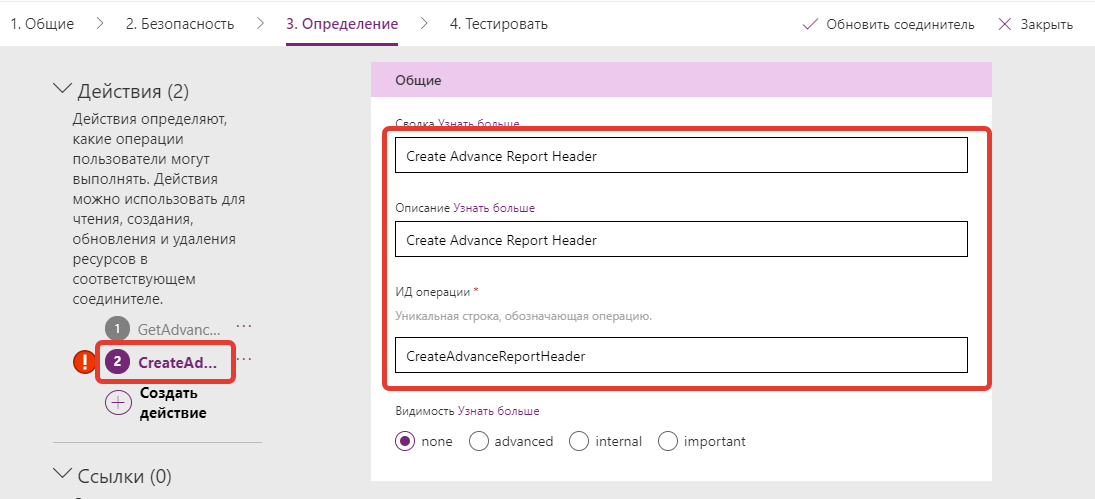 1. Общие > 2. Безопасность > 3. Определение > 4. Тестировать Обновить соединитель Закрыть
Действия (2)
Действия определяют,
какие операции
пользователи могут
выполнять. Действия
можно использовать для
чтения, создания,
обновления и удаления
ресурсов в
соответствующем
соединителе.
1 GetAdvanc... ...
! 2 CreateAd... ...
Создать
действие
Ссылки (0)
Общие
Сводка Узнать больше
Create Advance Report Header
Описание Узнать больше
Create Advance Report Header
ИД операции *
Уникальная строка, обозначающая операцию.
CreateAdvanceReportHeader
Видимость Узнать больше
none advanced internal important